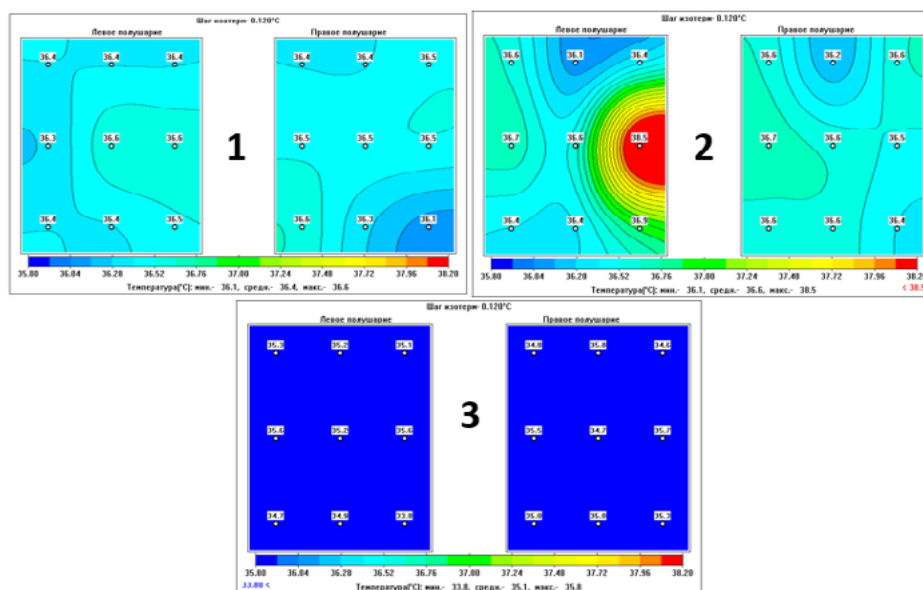 Шаг изотерм- 0.120°C
Левое полушарие Правое полушарие
36.4 36.4 36.4 36.4 36.4 36.5
36.3 36.6 36.6 36.5 36.5 36.5
1
36.4 36.4 36.5 36.6 36.3 36.1
35.80 36.04 36.28 36.52 36.76 37.00 37.24 37.48 37.72 37.96 38.20
Температура(°C): мин.- 36.1, средн.- 36.4, макс.- 36.6
Шаг изотерм- 0.120°C
Левое полушарие Правое полушарие
36.6 36.1 36.4 36.6 36.2 36.6
36.7 36.6 38.5 36.7 36.6 36.5
2
36.4 36.4 36.9 36.6 36.6 36.4
35.80 36.04 36.28 36.52 36.76 37.00 37.24 37.48 37.72 37.96 38.20
Температура(°C): мин.- 36.1, средн.- 36.6, макс.- 38.5
< 38.5
Шаг изотерм- 0.120°C
Левое полушарие Правое полушарие
35.3 35.2 35.1 34.8 35.8 34.6
3
35.6 35.2 35.6 35.5 34.7 35.7
34.7 34.9 33.8 35.0 35.0 35.3
35.80 36.04 36.28 36.52 36.76 37.00 37.24 37.48 37.72 37.96 38.20
33.80 <
Температура(°C): мин.- 33.8, средн.- 35.1, макс.- 35.8